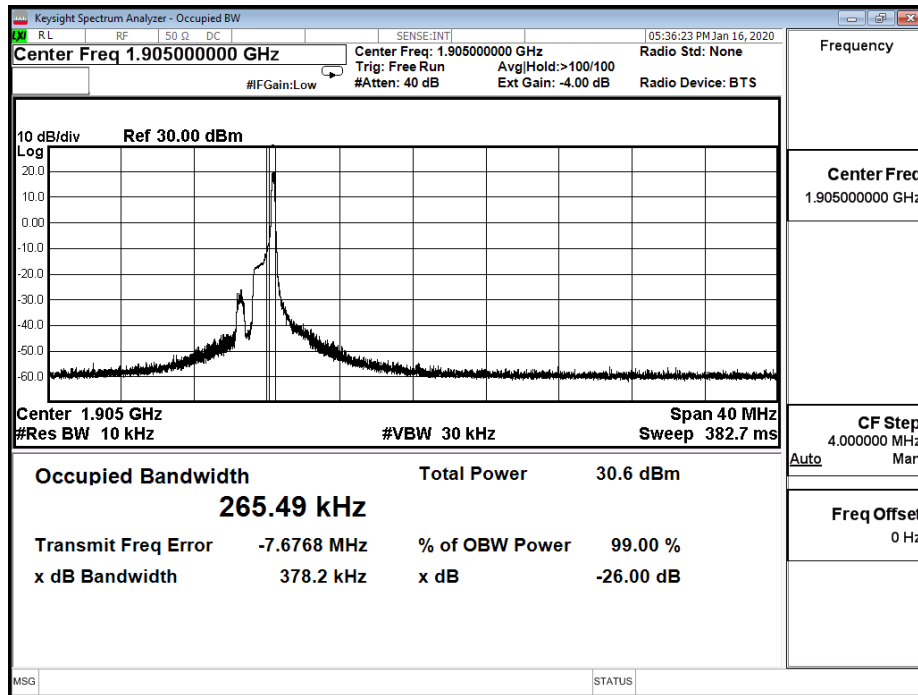 Keysight Spectrum Analyzer - Occupied BW
LXI RL RF 50 Ω DC SENSE:INT 05:36:23 PM Jan 16, 2020
Center Freq 1.905000000 GHz
Center Freq: 1.905000000 GHz Radio Std: None
Trig: Free Run Avg|Hold:>100/100
#IFGain:Low #Atten: 40 dB Ext Gain: -4.00 dB Radio Device: BTS
10 dB/div Ref 30.00 dBm
Log
20.0
10.0
0.00
-10.0
-20.0
-30.0
-40.0
-50.0
-60.0
Center 1.905 GHz Span 40 MHz
#Res BW 10 kHz #VBW 30 kHz Sweep 382.7 ms
Occupied Bandwidth Total Power 30.6 dBm
265.49 kHz
Transmit Freq Error -7.6768 MHz % of OBW Power 99.00 %
x dB Bandwidth 378.2 kHz x dB -26.00 dB
MSG STATUS
Frequency
Center Freq
1.905000000 GHz
CF Step
4.000000 MHz
Auto Man
Freq Offset
0 Hz